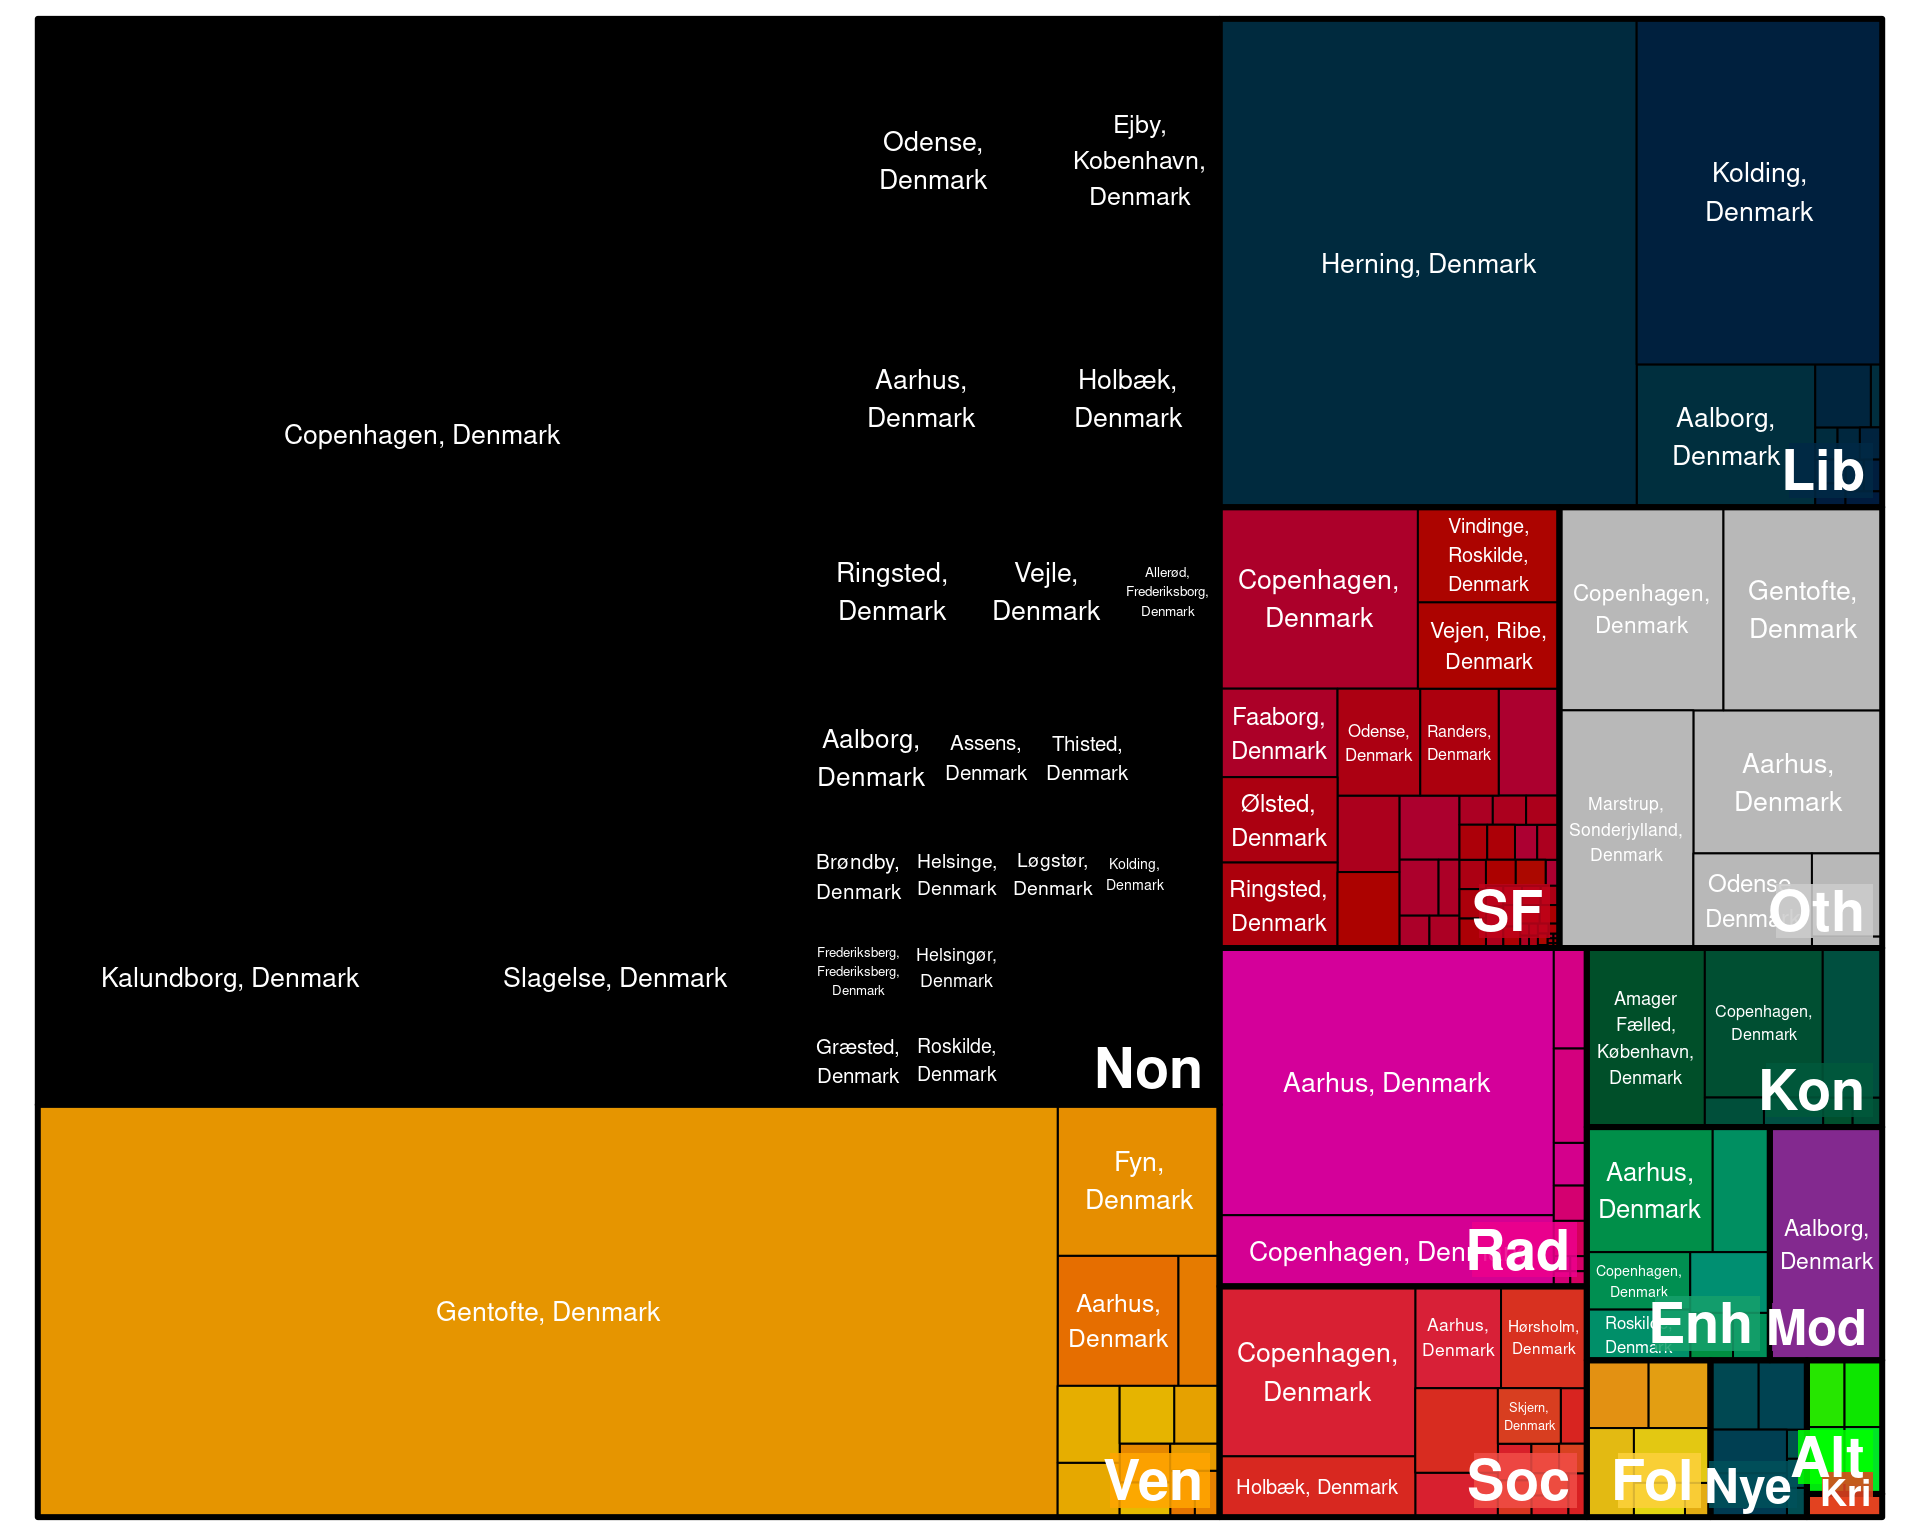 Copenhagen, Denmark
Odense,
Denmark
Ejby,
Kobenhavn,
Denmark
Aarhus,
Denmark
Holbæk,
Denmark
Ringsted,
Denmark
Vejle,
Denmark
Allerød,
Frederiksborg,
Denmark
Aalborg,
Denmark
Assens,
Denmark
Thisted,
Denmark
Brøndby,
Denmark
Helsinge,
Denmark
Løgstør,
Denmark
Kolding,
Denmark
Kalundborg, Denmark
Slagelse, Denmark
Frederiksberg,
Frederiksberg,
Denmark
Helsingør,
Denmark
Græsted,
Denmark
Roskilde,
Denmark
Non
Gentofte, Denmark
Fyn,
Denmark
Aarhus,
Denmark
Ven
Herning, Denmark
Kolding,
Denmark
Aalborg,
Denmark
Lib
Copenhagen,
Denmark
Vindinge,
Roskilde,
Denmark
Vejen, Ribe,
Denmark
Faaborg,
Denmark
Odense,
Denmark
Randers,
Denmark
Ølsted,
Denmark
Ringsted,
Denmark
SF
Copenhagen,
Denmark
Gentofte,
Denmark
Marstrup,
Sonderjylland,
Denmark
Aarhus,
Denmark
Odense,
Denmark
Oth
Aarhus, Denmark
Copenhagen, Denmark
Rad
Amager
Fælled,
København,
Denmark
Copenhagen,
Denmark
Kon
Aarhus,
Denmark
Copenhagen,
Denmark
Roskilde,
Denmark
Enh
Aalborg,
Denmark
Mod
Copenhagen,
Denmark
Aarhus,
Denmark
Hørsholm,
Denmark
Skjern,
Denmark
Holbæk, Denmark
Soc
Fol
Nye
Alt
Kri